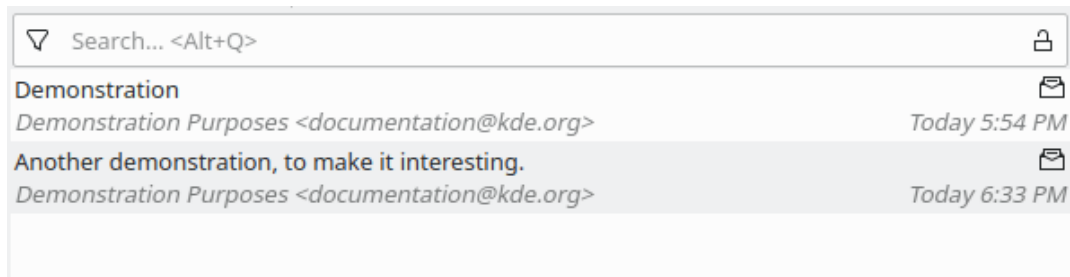 Search... <Alt+Q>
Demonstration
Demonstration Purposes <documentation@kde.org> Today 5:54 PM
Another demonstration, to make it interesting.
Demonstration Purposes <documentation@kde.org> Today 6:33 PM